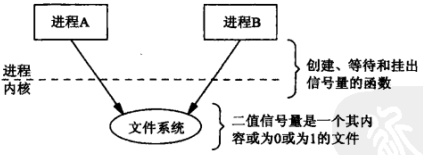 进程A
进程B
创建、等待和挂出
信号量的函数
进程
内核
文件系统
二值信号量是一个其内
容或为0或为1的文件